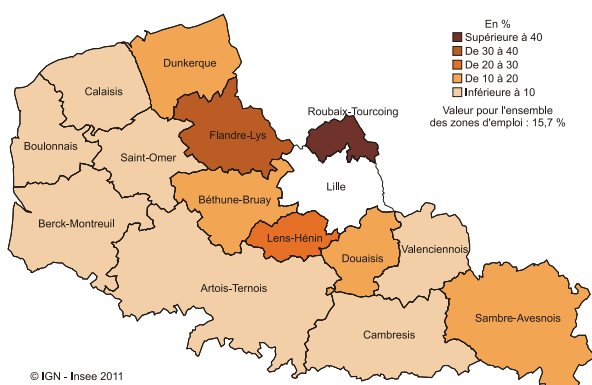 En %
Supérieure à 40
De 30 à 40
De 20 à 30
De 10 à 20
Inférieure à 10
Valeur pour l'ensemble
des zones d'emploi : 15,7 %
Dunkerque
Calaisis
Roubaix-Tourcoing
Flandre-Lys
Boulonnais
Saint-Omer
Lille
Béthune-Bruay
Berck-Montreuil
Lens-Hénin
Douaisis
Valenciennois
Artois-Ternois
Sambre-Avesnois
Cambresis
© IGN - Insee 2011